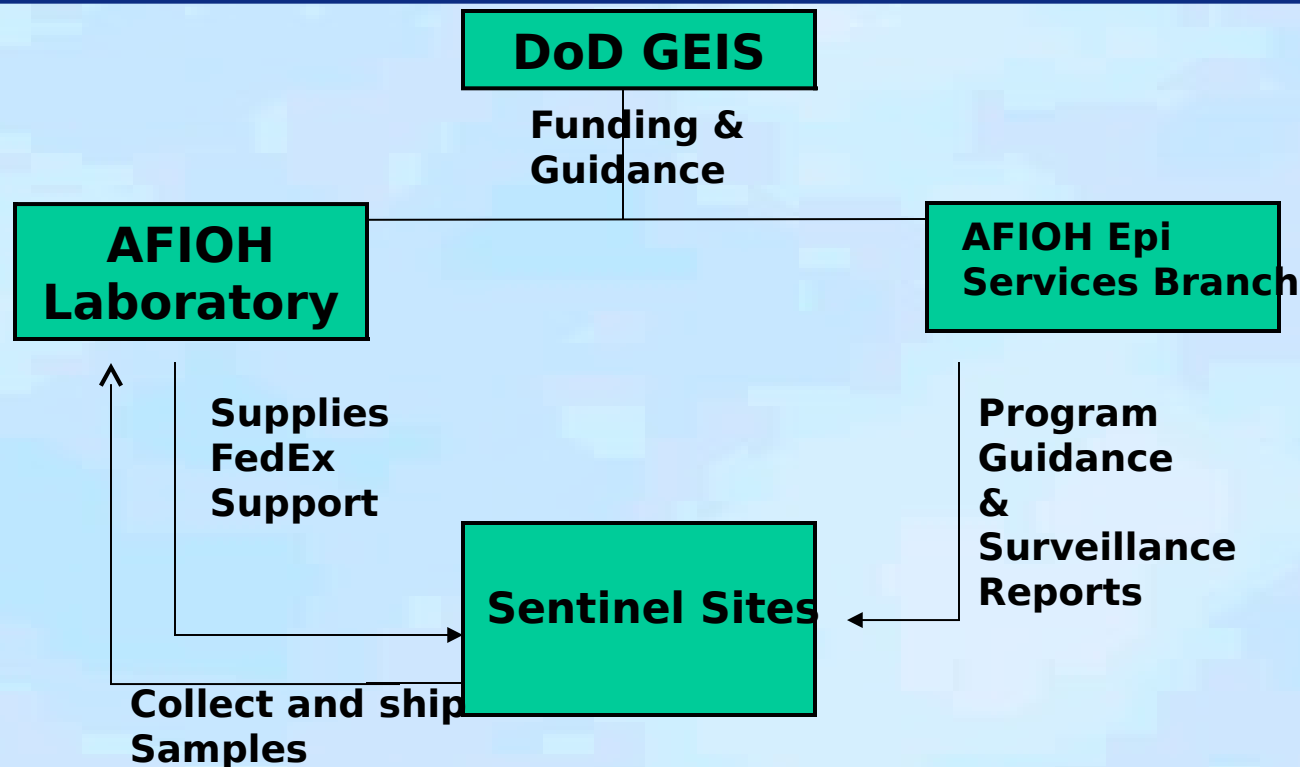 DoD GEIS
Funding &
Guidance
AFIOH
Laboratory
AFIOH Epi
Services Branch
Supplies
FedEx
Support
Program
Guidance
&
Surveillance
Reports
Sentinel Sites
Collect and ship
Samples